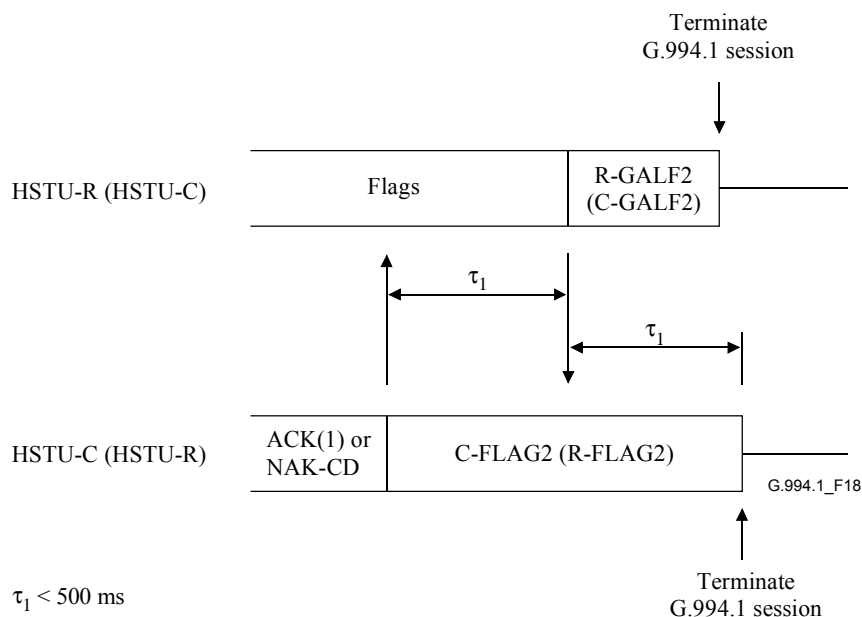 Terminate
G.994.1 session
HSTU-R (HSTU-C)
Flags
R-GALF2
(C-GALF2)
τ1
τ1
HSTU-C (HSTU-R)
ACK(1) or
NAK-CD
C-FLAG2 (R-FLAG2)
G.994.1_F18
τ1 < 500 ms
Terminate
G.994.1 session